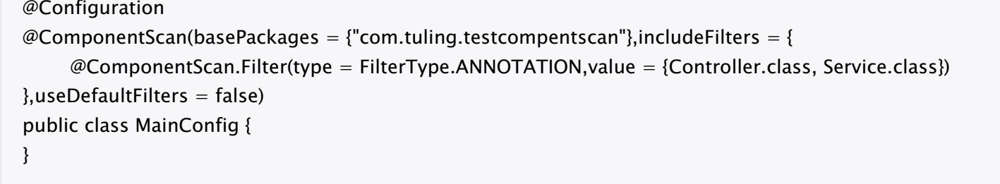 @Configuration
@ComponentScan(basePackages = {"com.tuling.testcompentscan"},includeFilters = {
@ComponentScan.Filter(type = FilterType.ANNOTATION,value = {Controller.class, Service.class})
},useDefaultFilters = false)
public class MainConfig {
}